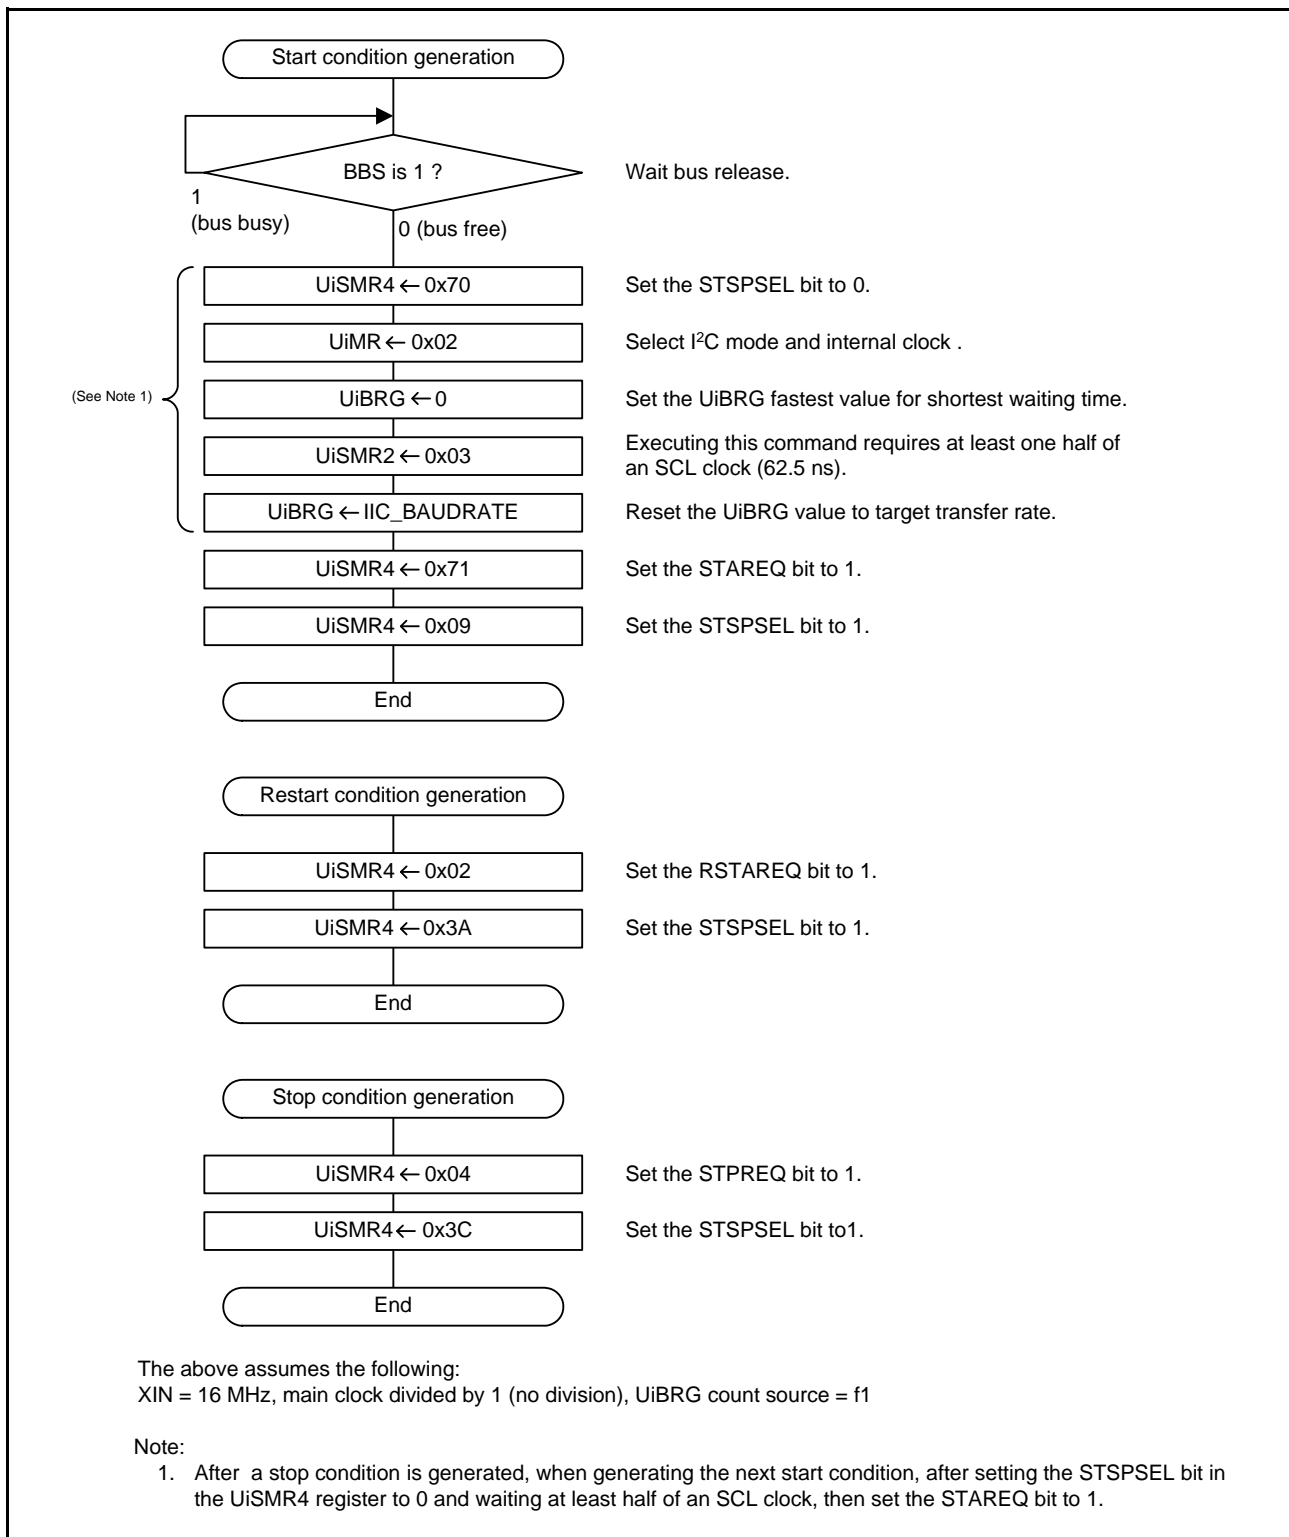 Start condition generation
BBS is 1 ?
Wait bus release.
1
(bus busy)
0 (bus free)
UiSMR4 ← 0x70
Set the STSPSEL bit to 0.
UiMR ← 0x02
Select I²C mode and internal clock .
(See Note 1)
UiBRG ← 0
Set the UiBRG fastest value for shortest waiting time.
UiSMR2 ← 0x03
Executing this command requires at least one half of
an SCL clock (62.5 ns).
UiBRG ← IIC_BAUDRATE
Reset the UiBRG value to target transfer rate.
UiSMR4 ← 0x71
Set the STAREQ bit to 1.
UiSMR4 ← 0x09
Set the STSPSEL bit to 1.
End
Restart condition generation
UiSMR4 ← 0x02
Set the RSTAREQ bit to 1.
UiSMR4 ← 0x3A
Set the STSPSEL bit to 1.
End
Stop condition generation
UiSMR4 ← 0x04
Set the STPREQ bit to 1.
UiSMR4 ← 0x3C
Set the STSPSEL bit to1.
End
The above assumes the following:
XIN = 16 MHz, main clock divided by 1 (no division), UiBRG count source = f1
Note:
1. After a stop condition is generated, when generating the next start condition, after setting the STSPSEL bit in
the UiSMR4 register to 0 and waiting at least half of an SCL clock, then set the STAREQ bit to 1.